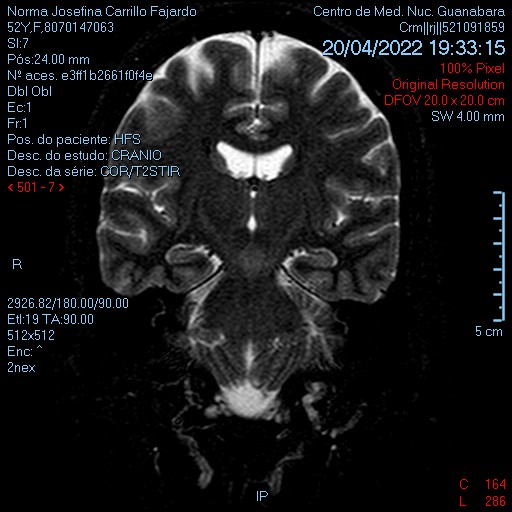 Norma Josefina Carrillo Fajardo
52Y,F,8070147063
Sl:7
Pós:24.00 mm
Nº aces. e3ff1b2661f0f4e
Dbl Obl
Ec:1
Fr:1
Pos. do paciente: HFS
Desc. do estudo: CRANIO
Desc. da série: COR/T2STIR
< 501 - 7 >
Centro de Med. Nuc. Guanabara
Crm||rj||521091859
20/04/2022 19:33:15
100% Pixel
Original Resolution
DFOV 20.0 x 20.0 cm
SW 4.00 mm
R
2926.82/180.00/90.00
Etl:19 TA:90.00
512x512
Enc: ^
2nex
5 cm
IP
C 164
L 286